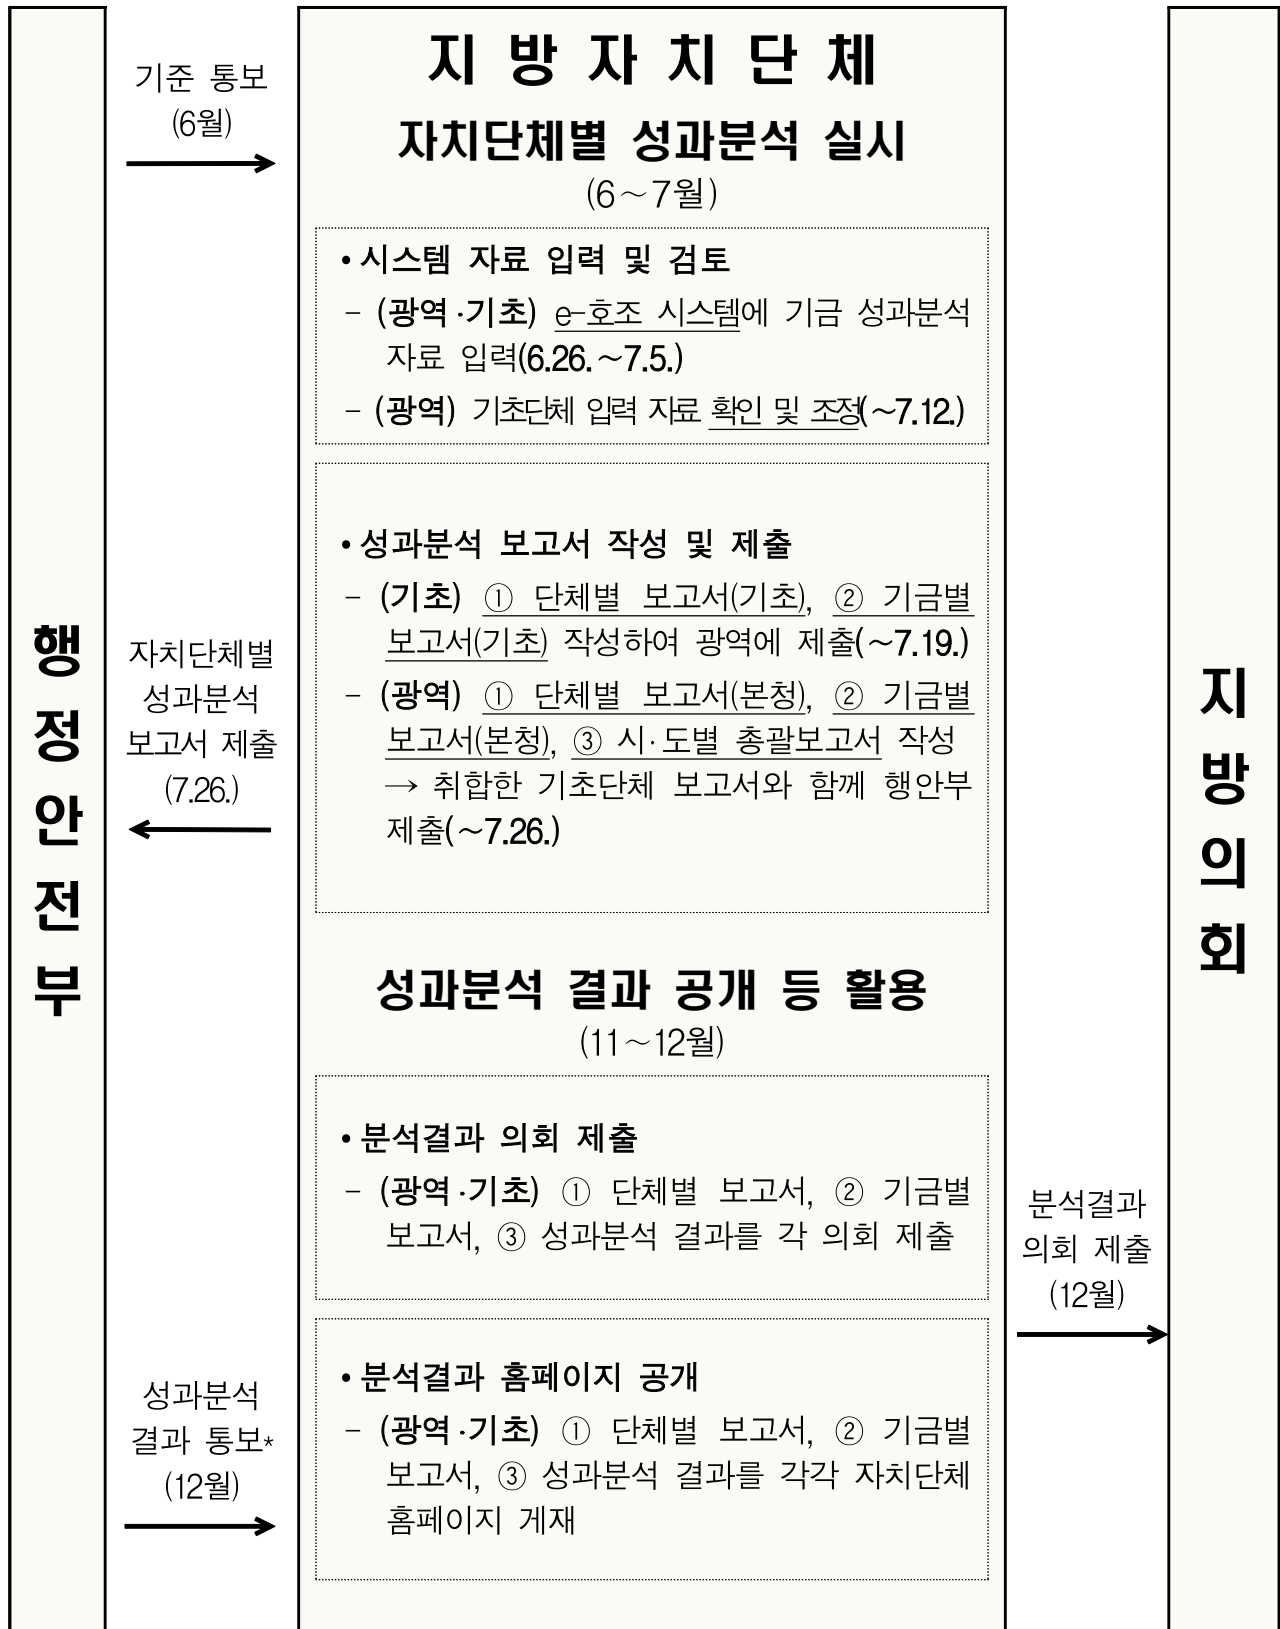 행정안전부
기준 통보
(6월)
자치단체별
성과분석
보고서 제출
(7.26.)
성과분석
결과 통보*
(12월)
지 방 자 치 단 체
자치단체별 성과분석 실시
(6～7월)
• 시스템 자료 입력 및 검토
- (광역·기초) e-호조 시스템에 기금 성과분석
자료 입력(6.26.～7.5.)
- (광역) 기초단체 입력 자료 확인 및 조정(～7.12.)
• 성과분석 보고서 작성 및 제출
- (기초) ① 단체별 보고서(기초), ② 기금별
보고서(기초) 작성하여 광역에 제출(～7.19.)
- (광역) ① 단체별 보고서(본청), ② 기금별
보고서(본청), ③ 시·도별 총괄보고서 작성
→ 취합한 기초단체 보고서와 함께 행안부
제출(～7.26.)
성과분석 결과 공개 등 활용
(11～12월)
• 분석결과 의회 제출
- (광역·기초) ① 단체별 보고서, ② 기금별
보고서, ③ 성과분석 결과를 각 의회 제출
• 분석결과 홈페이지 공개
- (광역·기초) ① 단체별 보고서, ② 기금별
보고서, ③ 성과분석 결과를 각각 자치단체
홈페이지 게재
분석결과
의회 제출
(12월)
지방의회